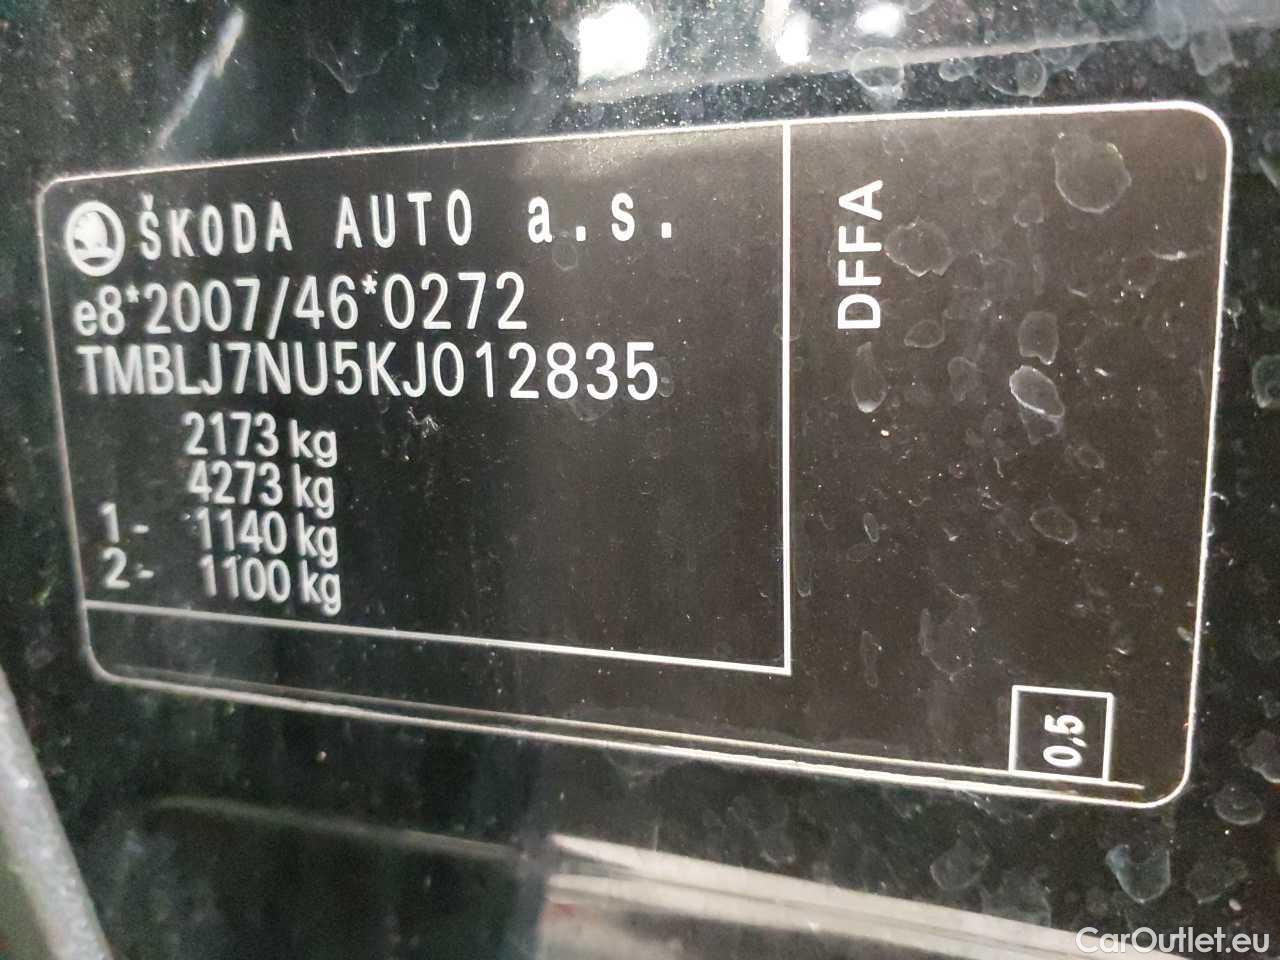 ŠKODA AUTO a.s.
e8*2007/46*0272
TMBLJ7NU5KJ012835
2173 kg
4273 kg
1- 1140 kg
2- 1100 kg
DFFA
0,5
CarOutlet.eu